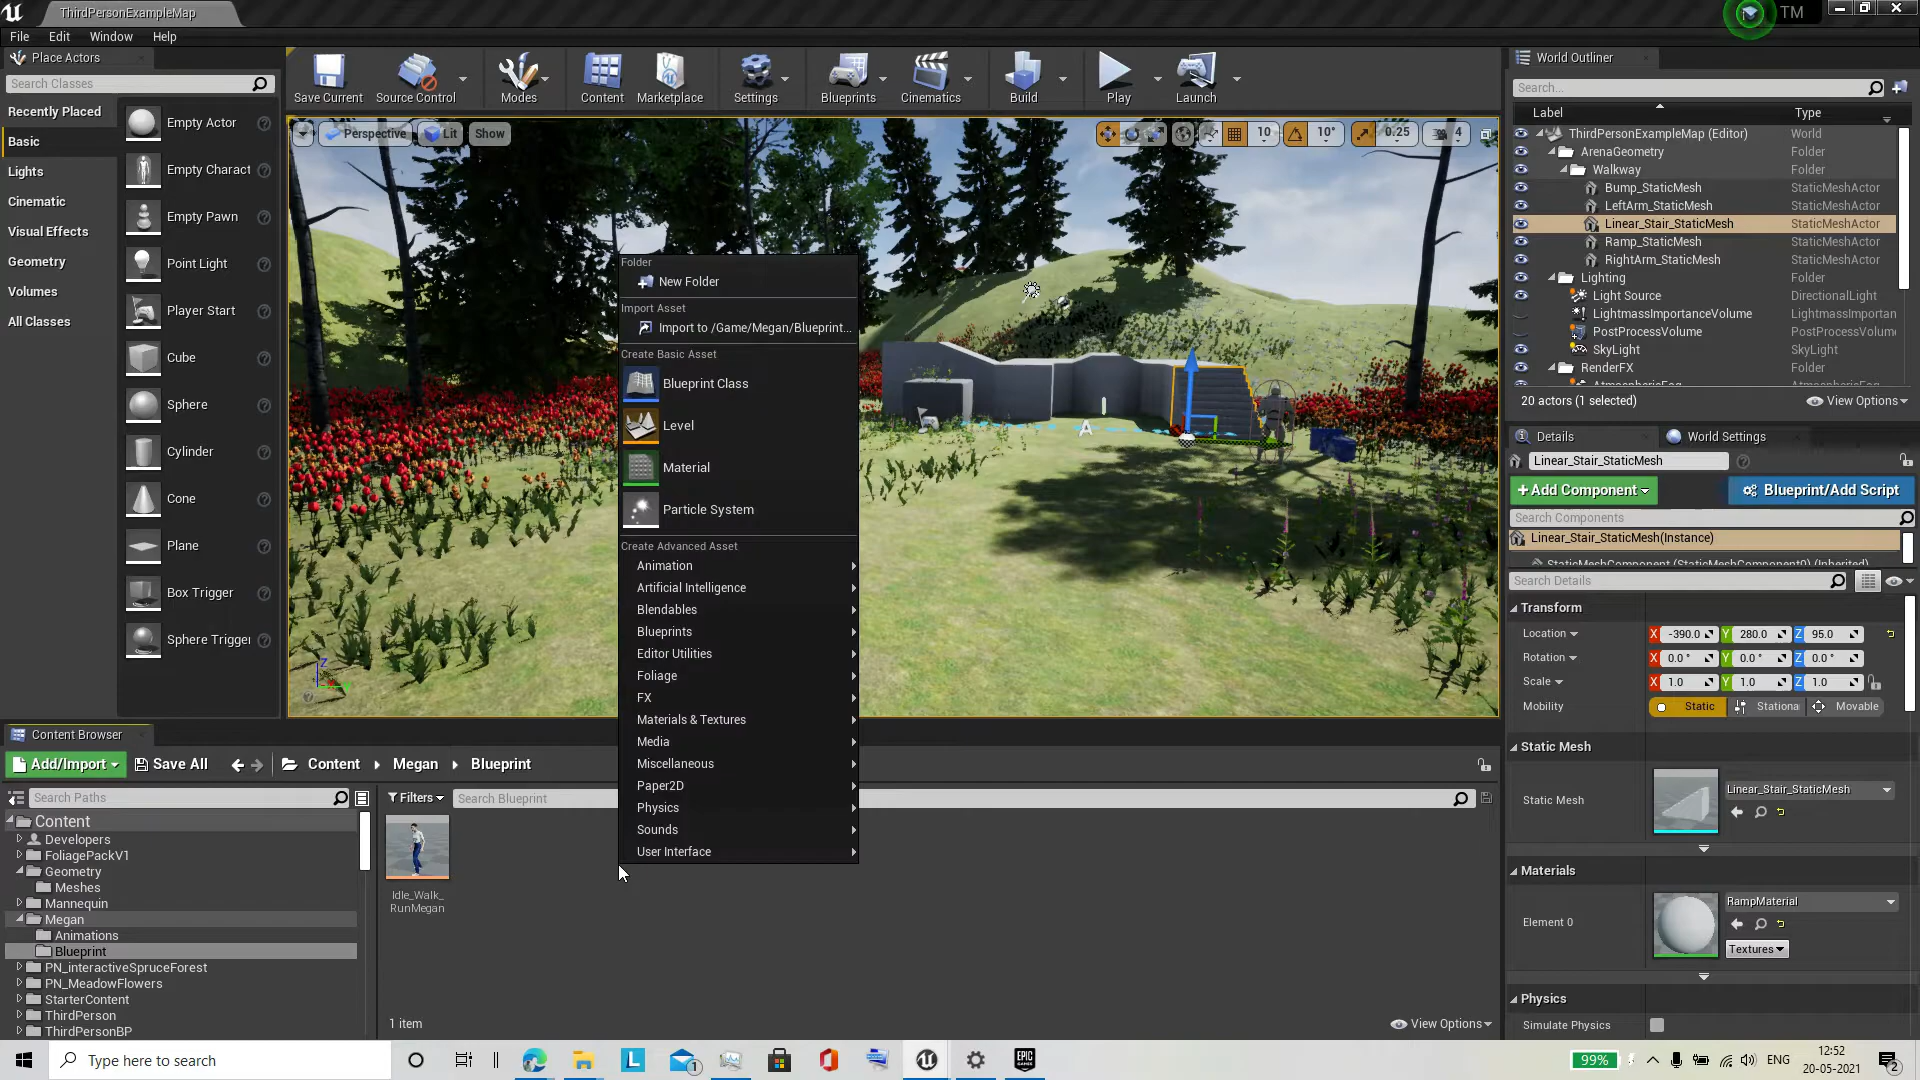 ThirdPersonExampleMap
TM
File Edit Window Help
Place Actors
Search Classes
Recently Placed
Basic
Lights
Cinematic
Visual Effects
Geometry
Volumes
All Classes
Empty Actor
Empty Charact
Empty Pawn
Point Light
Player Start
Cube
Sphere
Cylinder
Cone
Plane
Box Trigger
Sphere Trigger
Save Current
Source Control
Modes
Content
Marketplace
Settings
Blueprints
Cinematics
Build
Play
Launch
Perspective
Lit
Show
10
10°
0.25
4
Folder
New Folder
Import Asset
Import to /Game/Megan/Blueprint...
Create Basic Asset
Blueprint Class
Level
Material
Particle System
Create Advanced Asset
Animation
Artificial Intelligence
Blendables
Blueprints
Editor Utilities
Foliage
FX
Materials & Textures
Media
Miscellaneous
Paper2D
Physics
Sounds
User Interface
World Outliner
Search...
Label Type
ThirdPersonExampleMap (Editor) World
ArenaGeometry Folder
Walkway Folder
Bump_StaticMesh StaticMeshActor
LeftArm_StaticMesh StaticMeshActor
Linear_Stair_StaticMesh StaticMeshActor
Ramp_StaticMesh StaticMeshActor
RightArm_StaticMesh StaticMeshActor
Lighting Folder
Light Source DirectionalLight
LightmassImportanceVolume LightmassImportan
PostProcessVolume PostProcessVolum
SkyLight SkyLight
RenderFX Folder
AtmosphericFog
20 actors (1 selected)
View Options
Details
World Settings
Linear_Stair_StaticMesh
+Add Component
Blueprint/Add Script
Search Components
Linear_Stair_StaticMesh(Instance)
StaticMeshComponent (StaticMeshComponent0) (Inherited)
Search Details
Transform
Location X -390.0 Y 280.0 Z 95.0
Rotation X 0.0 ° Y 0.0 ° Z 0.0 °
Scale X 1.0 Y 1.0 Z 1.0
Mobility Static Stationa Movable
Static Mesh
Static Mesh
Linear_Stair_StaticMesh
Materials
Element 0
RampMaterial
Textures
Physics
Simulate Physics
Content Browser
Add/Import
Save All
Content
Megan
Blueprint
Search Paths
Filters
Search Blueprint
Content
Developers
FoliagePackV1
Geometry
Meshes
Mannequin
Megan
Animations
Blueprint
PN_interactiveSpruceForest
PN_MeadowFlowers
StarterContent
ThirdPerson
ThirdPersonBP
Idle_Walk_
RunMegan
1 item
View Options
Type here to search
L
1
EPIC
GAMES
99%
ENG
12:52
20-05-2021
2